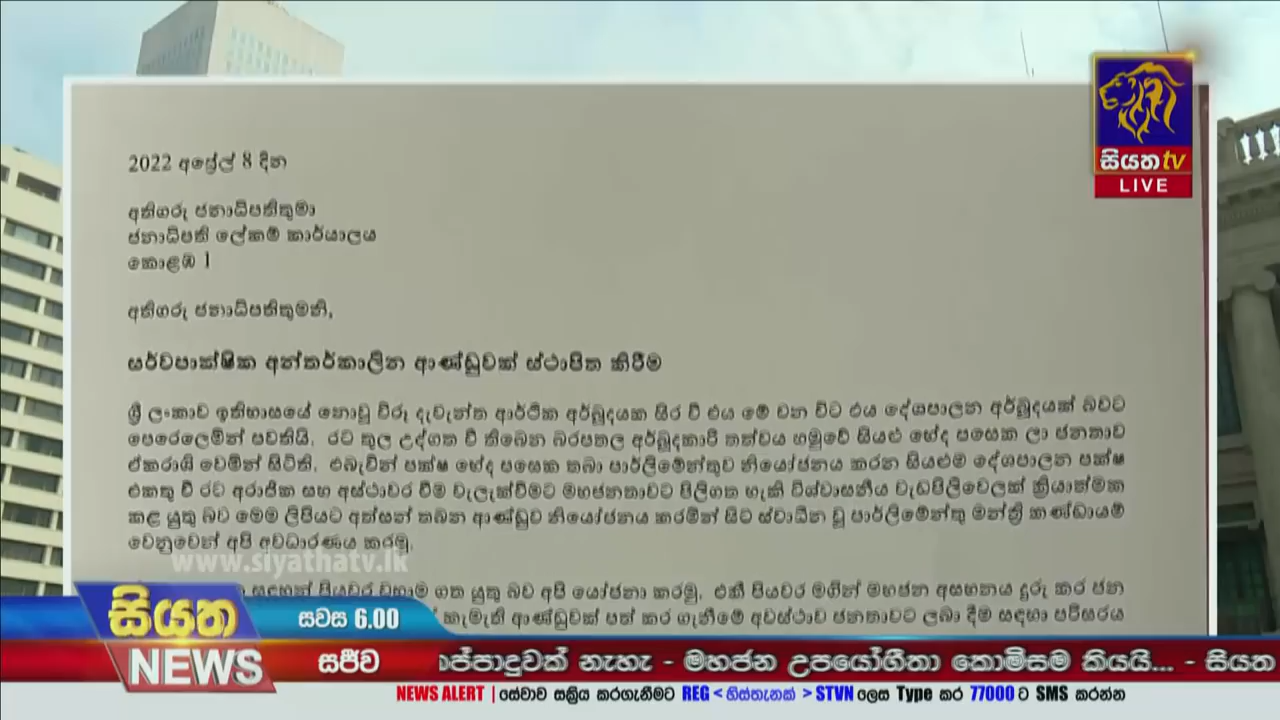 සියත tv
LIVE
2022 අප්‍රේල් 8 දින
අතිගරු ජනාධිපතිතුමා
ජනාධිපති ලේකම් කාර්යාලය
කොළඹ 1
අතිගරු ජනාධිපතිතුමනි,
සර්වපාක්ෂික අන්තර්කාලීන ආණ්ඩුවක් ස්ථාපිත කිරීම
ශ්‍රී ලංකාව ඉතිහාසයේ නොවූ විරූ දැවැන්ත ආර්ථික අර්බුදයක සිර වී එය මේ වන විට එය දේශපාලන අර්බුදයක් බවට
පෙරෙලෙමින් පවතියි. රට තුල උද්ගත වී තිබෙන බරපතල අර්බුදකාරී තත්වය හමුවේ සියළු භේද පසෙක ලා ජනතාව
ඒකරාශී වෙමින් සිටිති. එබැවින් පක්ෂ භේද පසෙක තබා පාර්ලිමේන්තුව නියෝජනය කරන සියළුම දේශපාලන පක්ෂ
එකතු වී රට අරාජික සහ අස්ථාවර වීම වැලැක්වීමට මහජනතාවට පිලිගත හැකි විශ්වාසනීය වැඩපිලිවෙලක් ක්‍රියාත්මක
කළ යුතු බව මෙම ලිපියට අත්සන් තබන ආණ්ඩුව නියෝජනය කරමින් සිට ස්වාධීන වූ පාර්ලිමේන්තු මන්ත්‍රී කණ්ඩායම්
වෙනුවෙන් අපි අවධාරණය කරමු.
www.siyathatv.lk
සඳහන් පියවර වහාම ගත යුතු බව අපි යෝජනා කරමු. එකී පියවර මගින් මහජන අසහනය දුරු කර ජන
කැමැති ආණ්ඩුවක් පත් කර ගැනීමේ අවස්ථාව ජනතාවට ලබා දීම සඳහා පරිසරය
සියත
සවස 6.00
NEWS
සජීව
නැහැ - මහජන උපයෝගීතා කොමිසම කියයි... - සියත
NEWS ALERT | සේවාව සක්‍රිය කරගැනීමට REG < හිස්තැනක් > STVN ලෙස Type කර 77000 ට SMS කරන්න